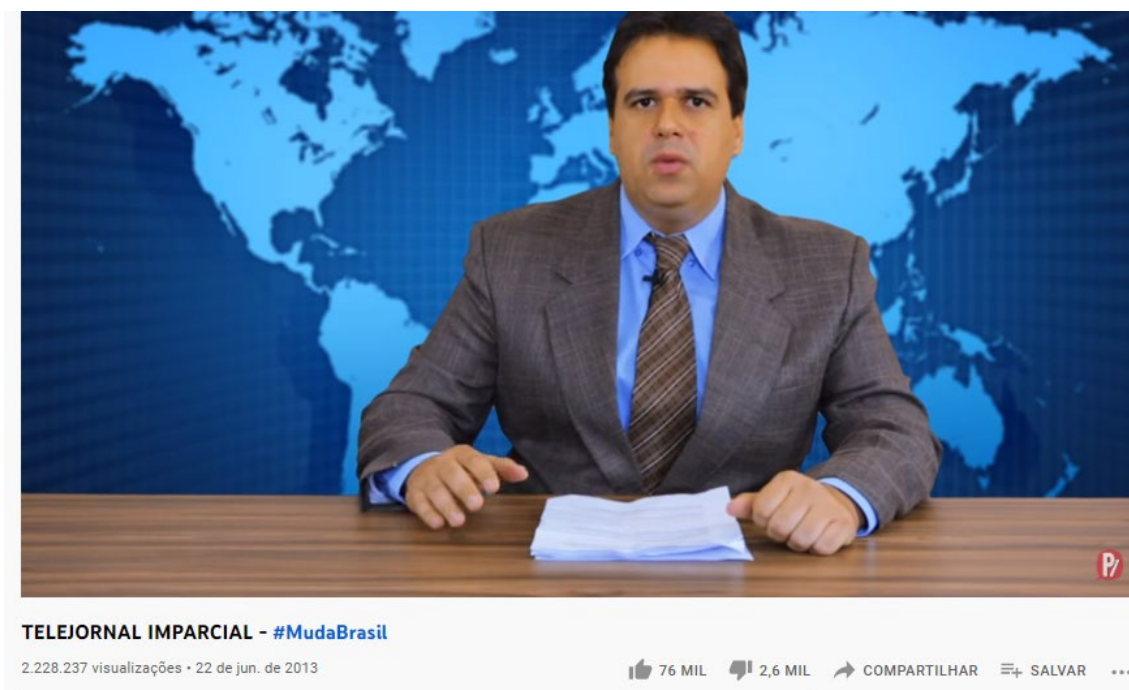 P/
TELEJORNAL IMPARCIAL - #MudaBrasil
2.228.237 visualizações • 22 de jun. de 2013
76 MIL 2,6 MIL COMPARTILHAR SALVAR